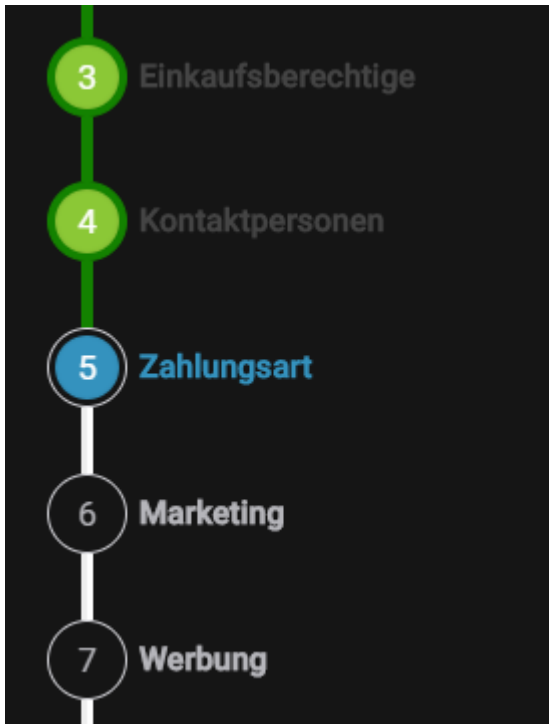 3 Einkaufsberechtige
4 Kontaktpersonen
5 Zahlungsart
6 Marketing
7 Werbung